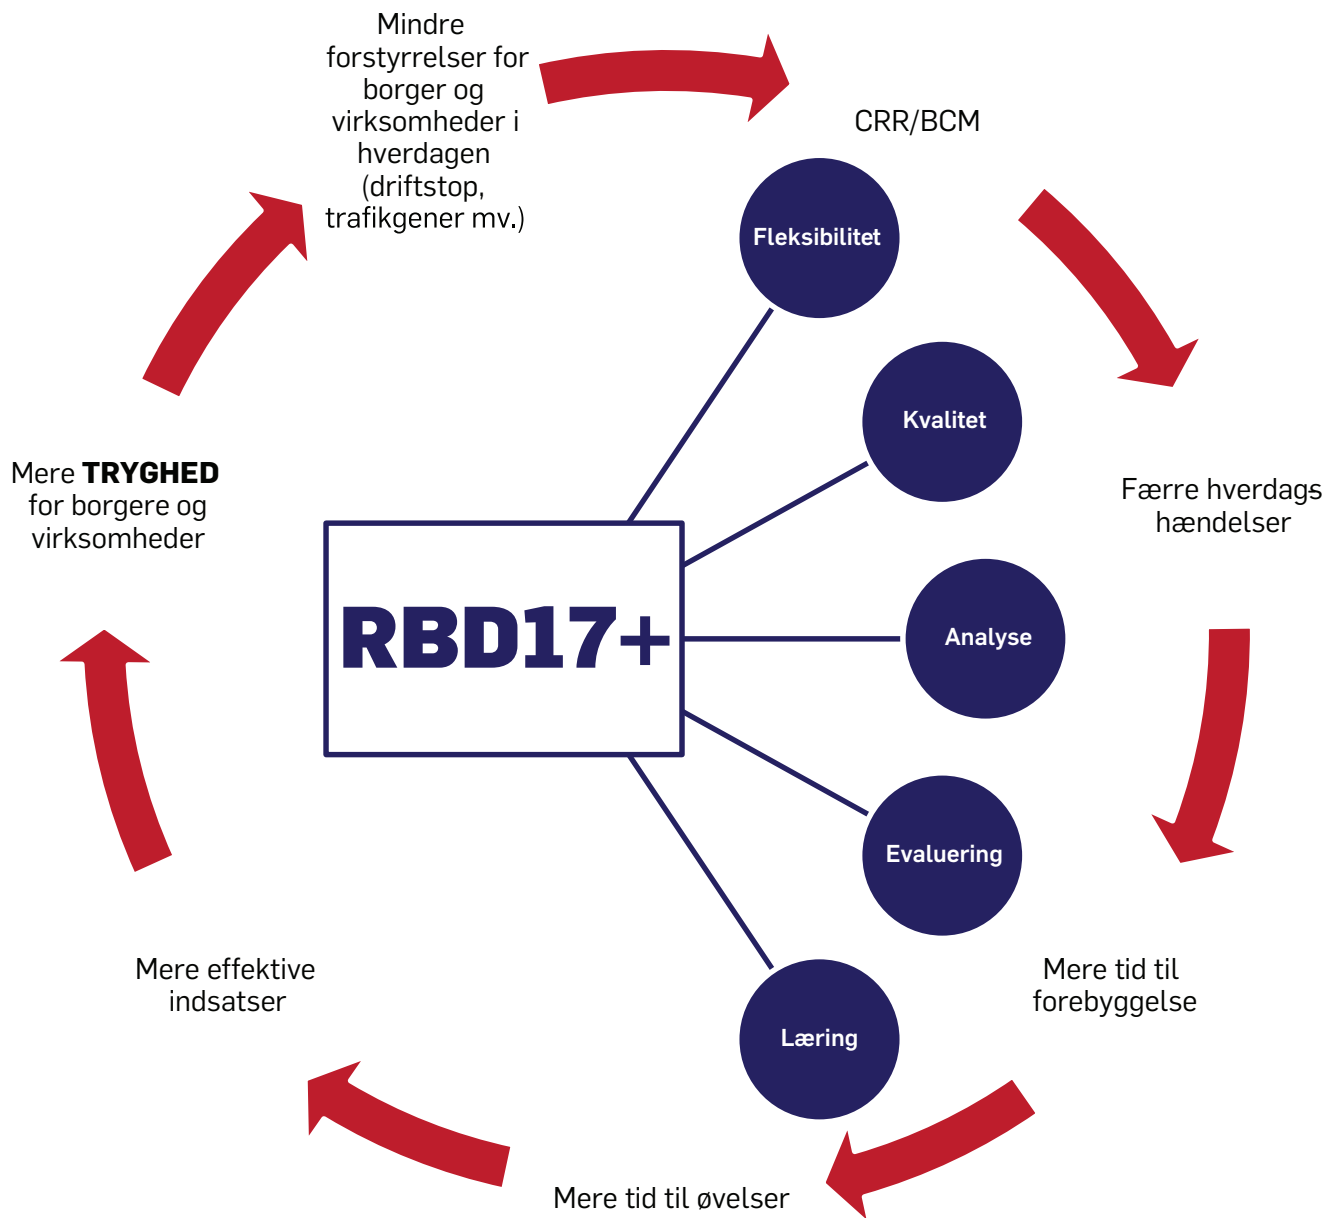 Mindre
forstyrrelser for
borger og
virksomheder i
hverdagen
(driftstop,
trafikgener mv.)
CRR/BCM
Fleksibilitet
Kvalitet
Færre hverdags
hændelser
Mere TRYGHED
for borgere og
virksomheder
RBD17+
Analyse
Evaluering
Mere effektive
indsatser
Mere tid til
forebyggelse
Læring
Mere tid til øvelser